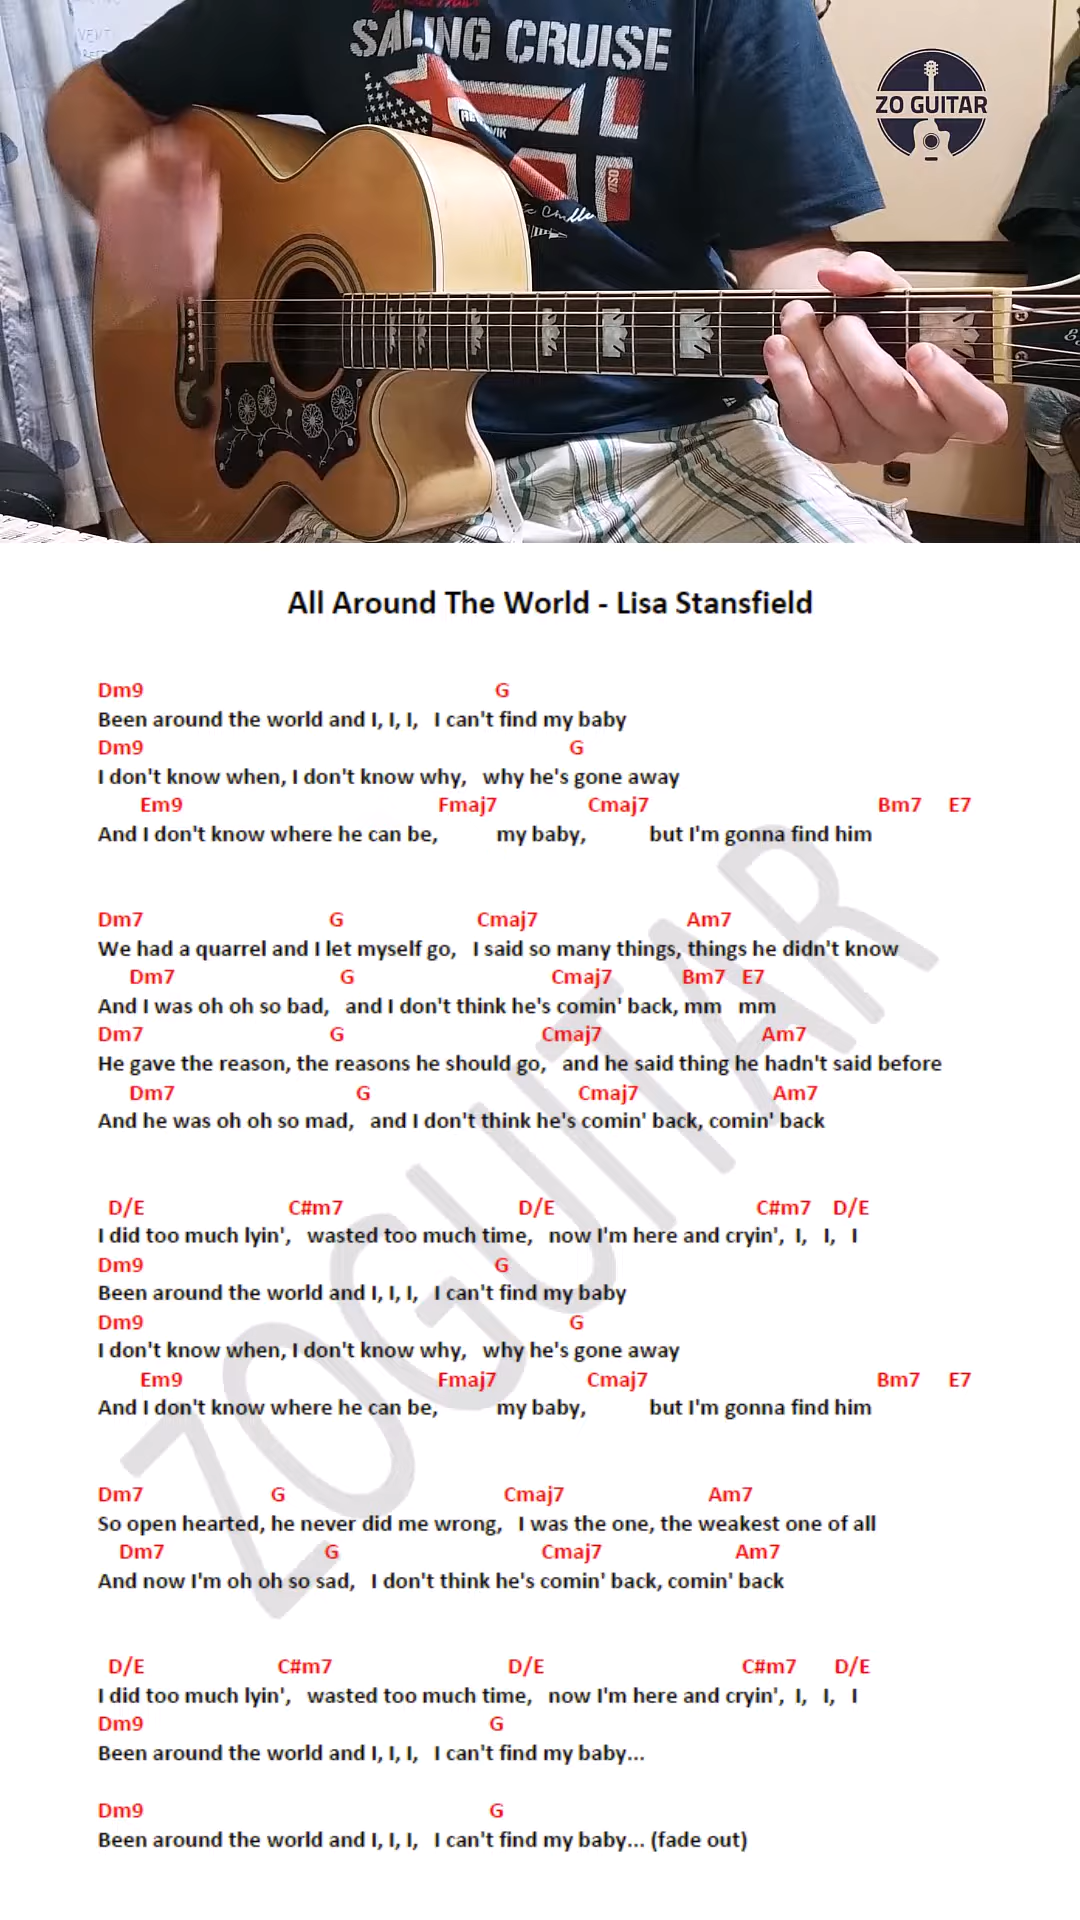 SAILING CRUISE
ZO GUITAR
OSLO
All Around The World - Lisa Stansfield
Dm9 G
Been around the world and I, I, I, I can't find my baby
Dm9 G
I don't know when, I don't know why, why he's gone away
Em9 Fmaj7 Cmaj7 Bm7 E7
And I don't know where he can be, my baby, but I'm gonna find him
Dm7 G Cmaj7 Am7
We had a quarrel and I let myself go, I said so many things, things he didn't know
Dm7 G Cmaj7 Bm7 E7
And I was oh oh so bad, and I don't think he's comin' back, mm mm
Dm7 G Cmaj7 Am7
He gave the reason, the reasons he should go, and he said thing he hadn't said before
Dm7 G Cmaj7 Am7
And he was oh oh so mad, and I don't think he's comin' back, comin' back
D/E C#m7 D/E C#m7 D/E
I did too much lyin', wasted too much time, now I'm here and cryin', I, I, I
Dm9 G
Been around the world and I, I, I, I can't find my baby
Dm9 G
I don't know when, I don't know why, why he's gone away
Em9 Fmaj7 Cmaj7 Bm7 E7
And I don't know where he can be, my baby, but I'm gonna find him
Dm7 G Cmaj7 Am7
So open hearted, he never did me wrong, I was the one, the weakest one of all
Dm7 G Cmaj7 Am7
And now I'm oh oh so sad, I don't think he's comin' back, comin' back
D/E C#m7 D/E C#m7 D/E
I did too much lyin', wasted too much time, now I'm here and cryin', I, I, I
Dm9 G
Been around the world and I, I, I, I can't find my baby...
Dm9 G
Been around the world and I, I, I, I can't find my baby... (fade out)
ZOGUITAR